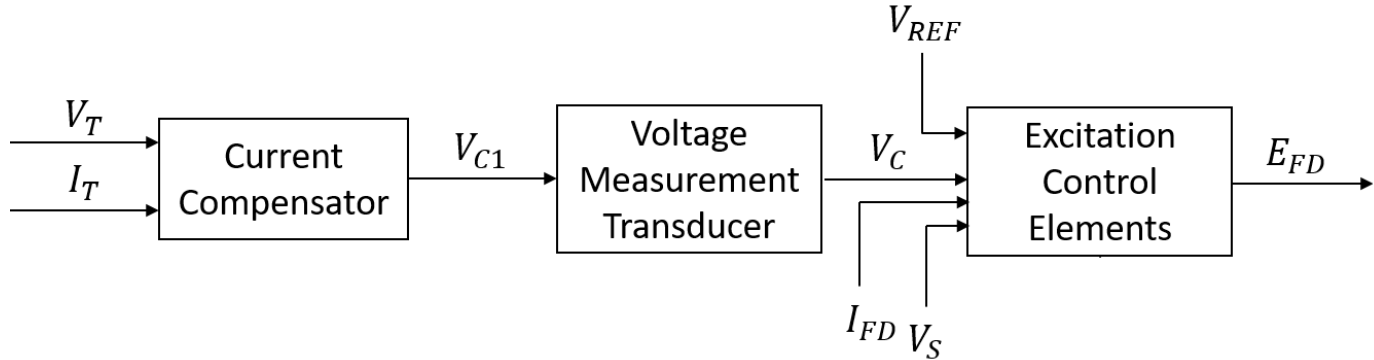 V_REF
V_T
I_T
Current
Compensator
V_C1
Voltage
Measurement
Transducer
V_C
I_FD
V_S
Excitation
Control
Elements
E_FD